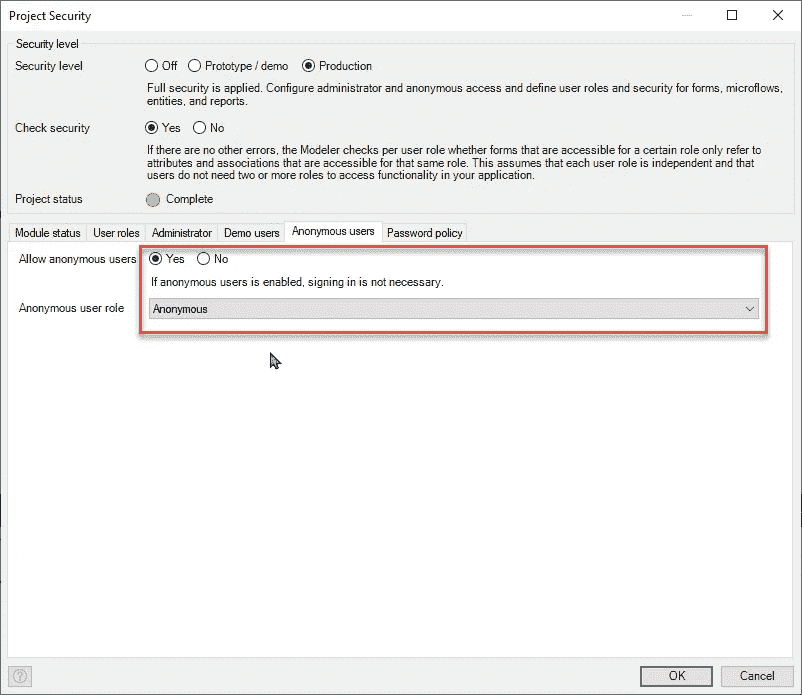 Project Security
Security level
Security level Off Prototype / demo Production
Full security is applied. Configure administrator and anonymous access and define user roles and security for forms, microflows,
entities, and reports.
Check security Yes No
If there are no other errors, the Modeler checks per user role whether forms that are accessible for a certain role only refer to
attributes and associations that are accessible for that same role. This assumes that each user role is independent and that
users do not need two or more roles to access functionality in your application.
Project status Complete
Module status User roles Administrator Demo users Anonymous users Password policy
Allow anonymous users Yes No
If anonymous users is enabled, signing in is not necessary.
Anonymous user role Anonymous
? OK Cancel